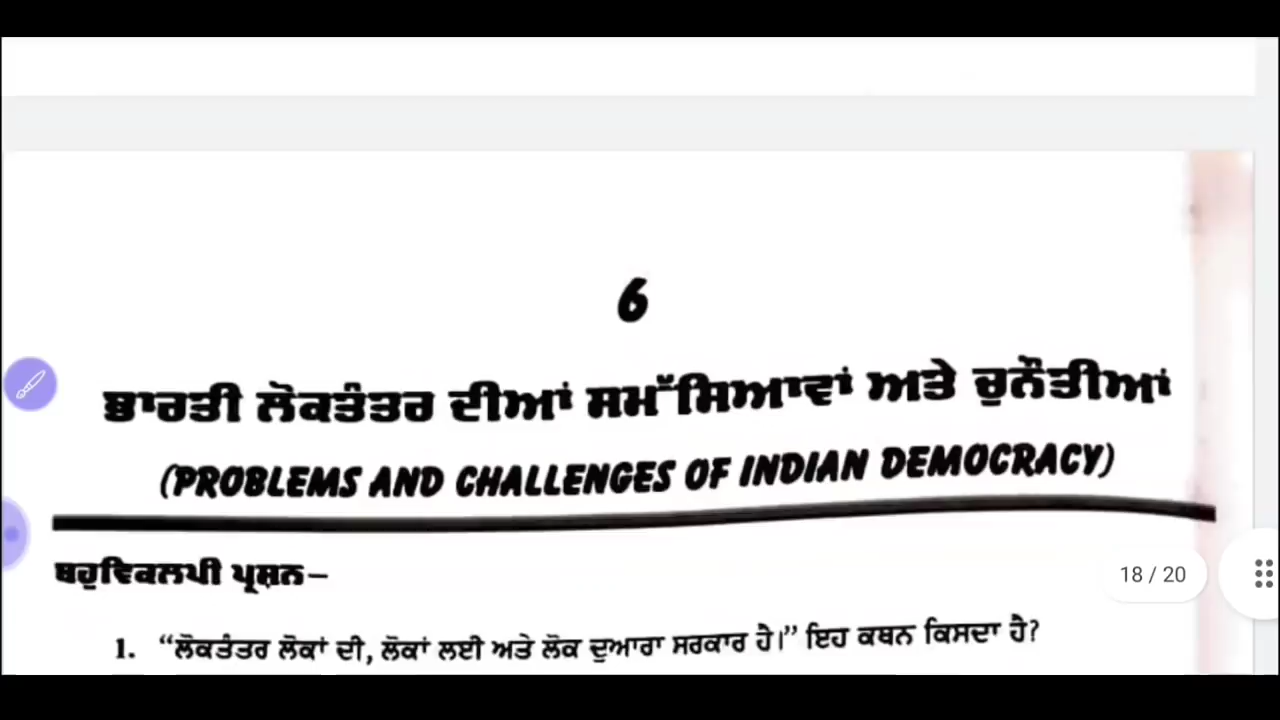 6
ਭਾਰਤੀ ਲੋਕਤੰਤਰ ਦੀਆਂ ਸਮੱਸਿਆਵਾਂ ਅਤੇ ਚੁਨੌਤੀਆਂ
(PROBLEMS AND CHALLENGES OF INDIAN DEMOCRACY)
ਬਹੁਵਿਕਲਪੀ ਪ੍ਰਸ਼ਨ–
18 / 20
1. “ਲੋਕਤੰਤਰ ਲੋਕਾਂ ਦੀ, ਲੋਕਾਂ ਲਈ ਅਤੇ ਲੋਕ ਦੁਆਰਾ ਸਰਕਾਰ ਹੈ।” ਇਹ ਕਥਨ ਕਿਸਦਾ ਹੈ?